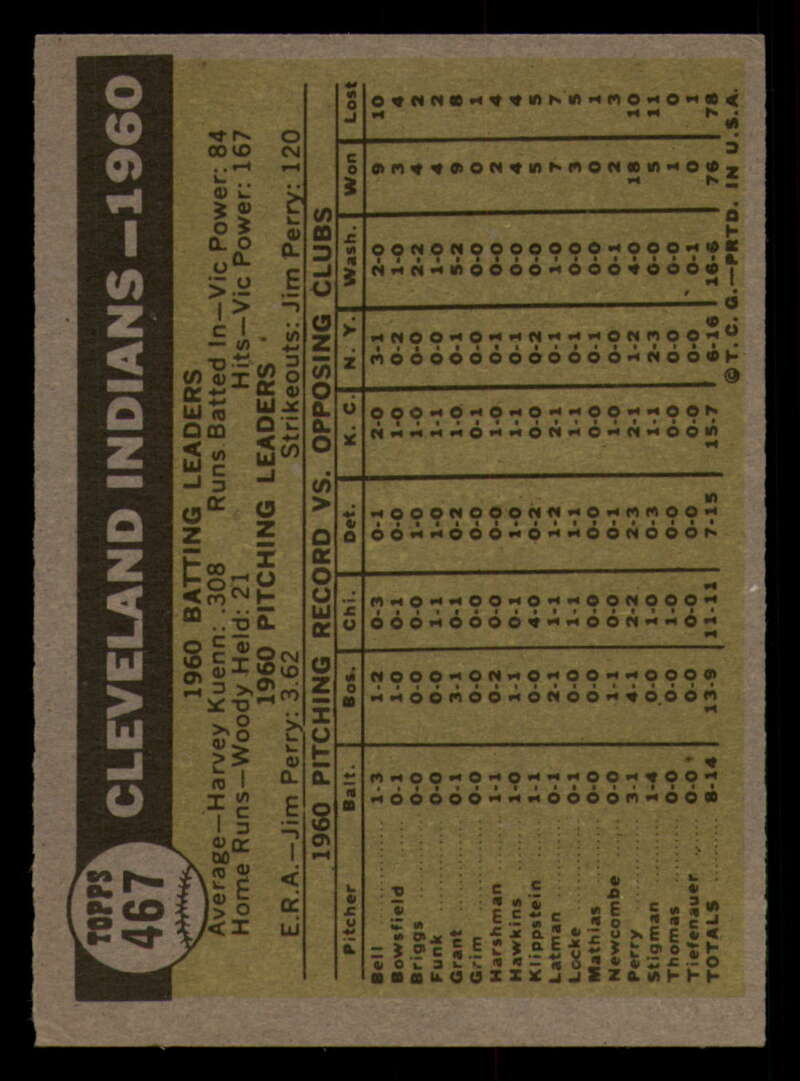 TOPPS
467
CLEVELAND INDIANS—1960
1960 BATTING LEADERS
Average—Harvey Kuenn: .308 Runs Batted In—Vic Power: 84
Home Runs—Woody Held: 21 Hits—Vic Power: 167
1960 PITCHING LEADERS
E.R.A.—Jim Perry: 3.62 Strikeouts: Jim Perry: 120
1960 PITCHING RECORD VS. OPPOSING CLUBS
Pitcher Balt. Bos. Chi. Det. K. C. N. Y. Wash. Won Lost
Bell 1-3 1-2 0-3 0-1 2-0 3-1 2-0 9 10
Bowsfield 0-1 1-0 0-1 0-0 1-0 0-2 1-0 3 4
Briggs 0-0 0-0 0-0 1-0 1-0 0-0 2-2 4 2
Funk 0-0 0-0 1-1 1-0 1-1 0-0 1-0 4 2
Grant 0-1 3-1 0-1 0-2 1-0 0-1 5-2 9 8
Grim 0-0 0-0 0-0 0-0 0-1 0-0 0-0 0 1
Harshman 1-1 0-2 0-0 0-0 1-0 0-1 0-0 2 4
Hawkins 1-0 1-1 0-1 1-0 1-1 0-1 0-0 4 4
Klippstein 1-1 0-0 4-0 0-2 0-0 0-2 0-0 5 5
Latman 0-1 2-1 1-1 1-2 2-1 0-1 1-0 7 7
Locke 0-1 0-0 1-1 1-1 1-1 0-1 0-0 3 5
Mathias 0-0 0-0 0-0 0-0 0-0 0-1 0-0 0 1
Newcombe 0-0 1-1 0-0 0-1 1-0 0-0 0-1 2 3
Perry 3-1 4-1 2-2 2-3 2-1 1-2 4-0 18 10
Stigman 1-4 0-0 1-0 0-3 1-1 2-3 0-0 5 11
Thomas 0-0 0-0 1-0 0-0 0-0 0-0 0-0 1 0
Tiefenauer 0-0 0-0 0-0 0-0 0-0 0-0 0-1 0 1
TOTALS 8-14 13-9 11-11 7-15 15-7 6-16 16-6 76 78
©T. C. G.—PRTD. IN U.S.A.